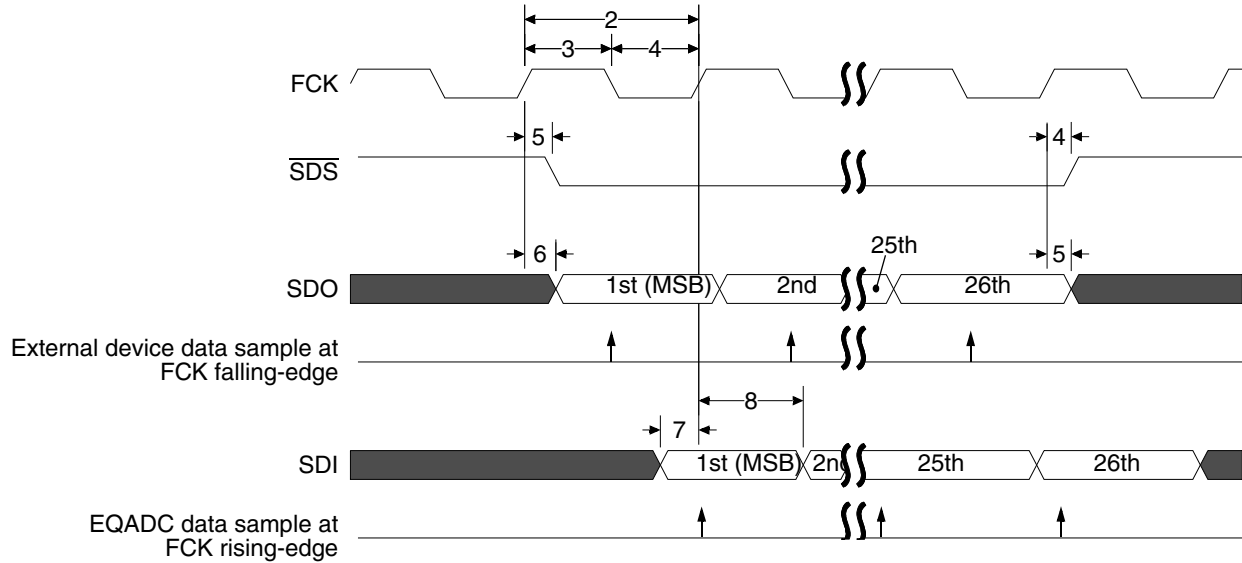 2
3 4
FCK
5 4
SDS
25th
6 5
SDO 1st (MSB) 2nd 26th
External device data sample at
FCK falling-edge
8
7
SDI 1st (MSB) 2nd 25th 26th
EQADC data sample at
FCK rising-edge